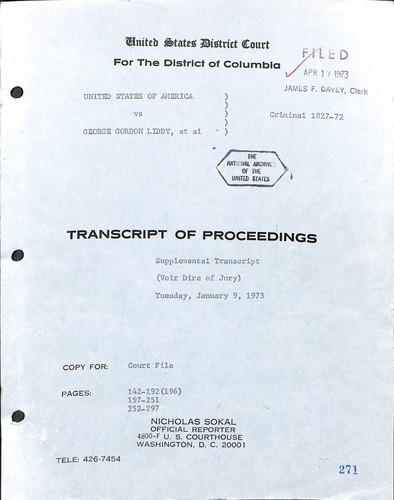 United States District Court
For The District of Columbia
FILED
APR 17 1973
JAMES F. DAVEY, Clerk
UNITED STATES OF AMERICA )
)
vs ) Criminal 1827-72
)
GEORGE GORDON LIDDY, et al )
THE
NATIONAL ARCHIVES
OF THE
UNITED STATES
TRANSCRIPT OF PROCEEDINGS
Supplemental Transcript
(Voir Dire of Jury)
Tuesday, January 9, 1973
COPY FOR: Court File
PAGES: 142-192(196)
197-251
252-297
NICHOLAS SOKAL
OFFICIAL REPORTER
4800-F U. S. COURTHOUSE
WASHINGTON, D. C. 20001
TELE: 426-7454
271